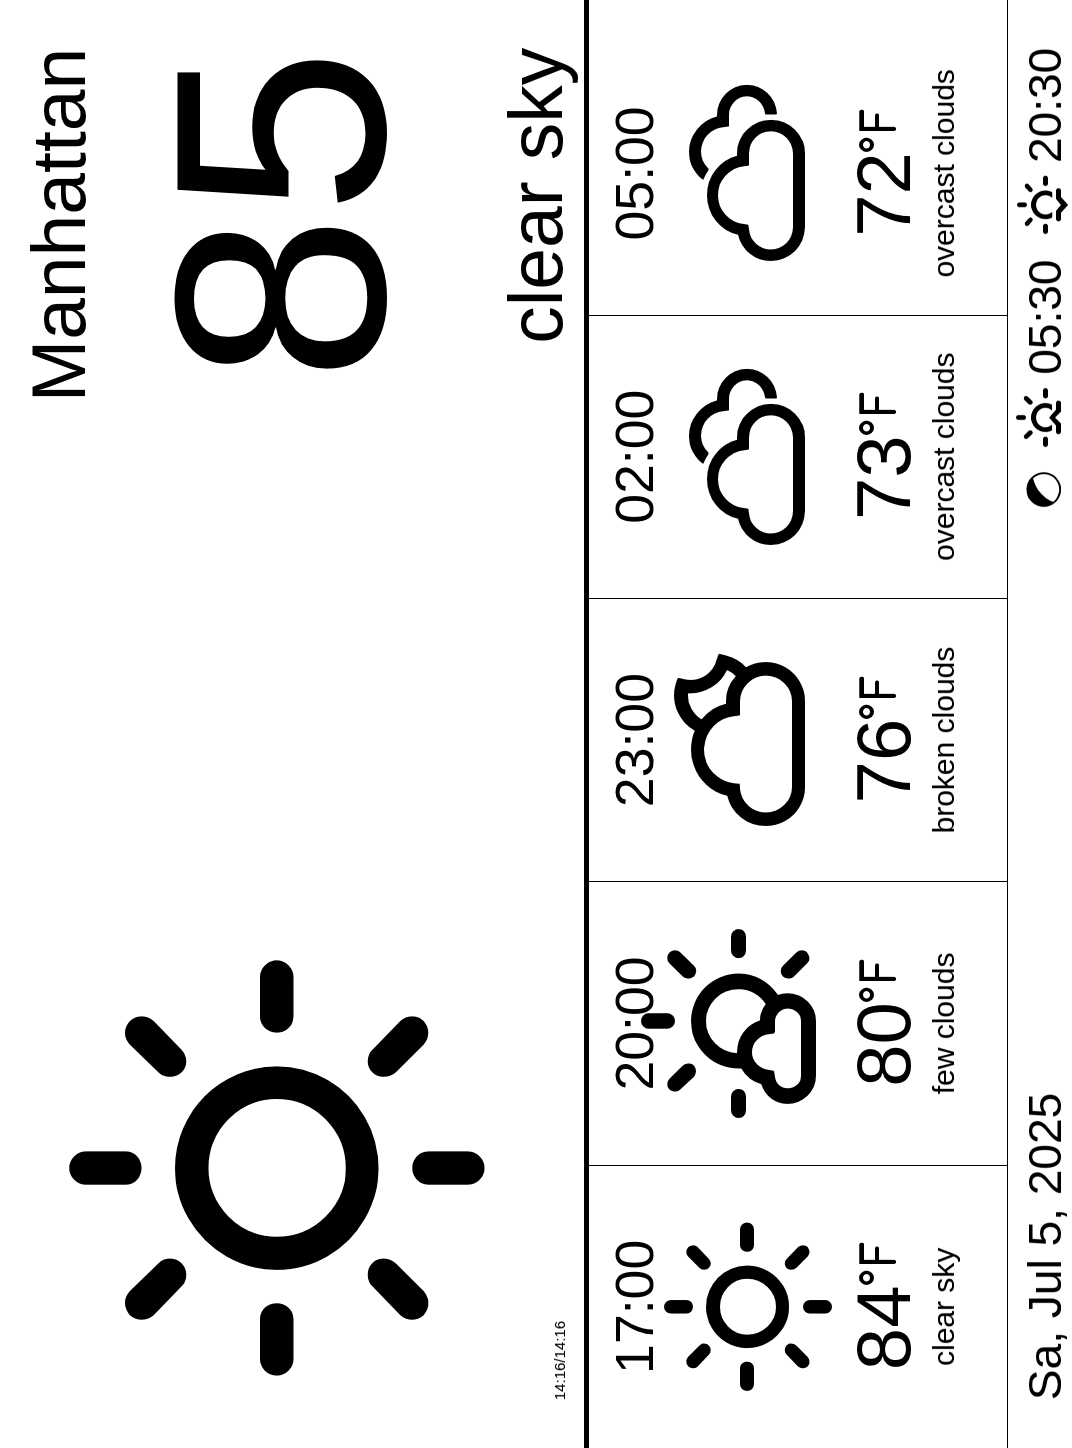 Manhattan
85
clear sky
14:16/14:16
17:00
84°F
clear sky
20:00
80°F
few clouds
23:00
76°F
broken clouds
02:00
73°F
overcast clouds
05:00
72°F
overcast clouds
Sa, Jul 5, 2025
05:30 20:30